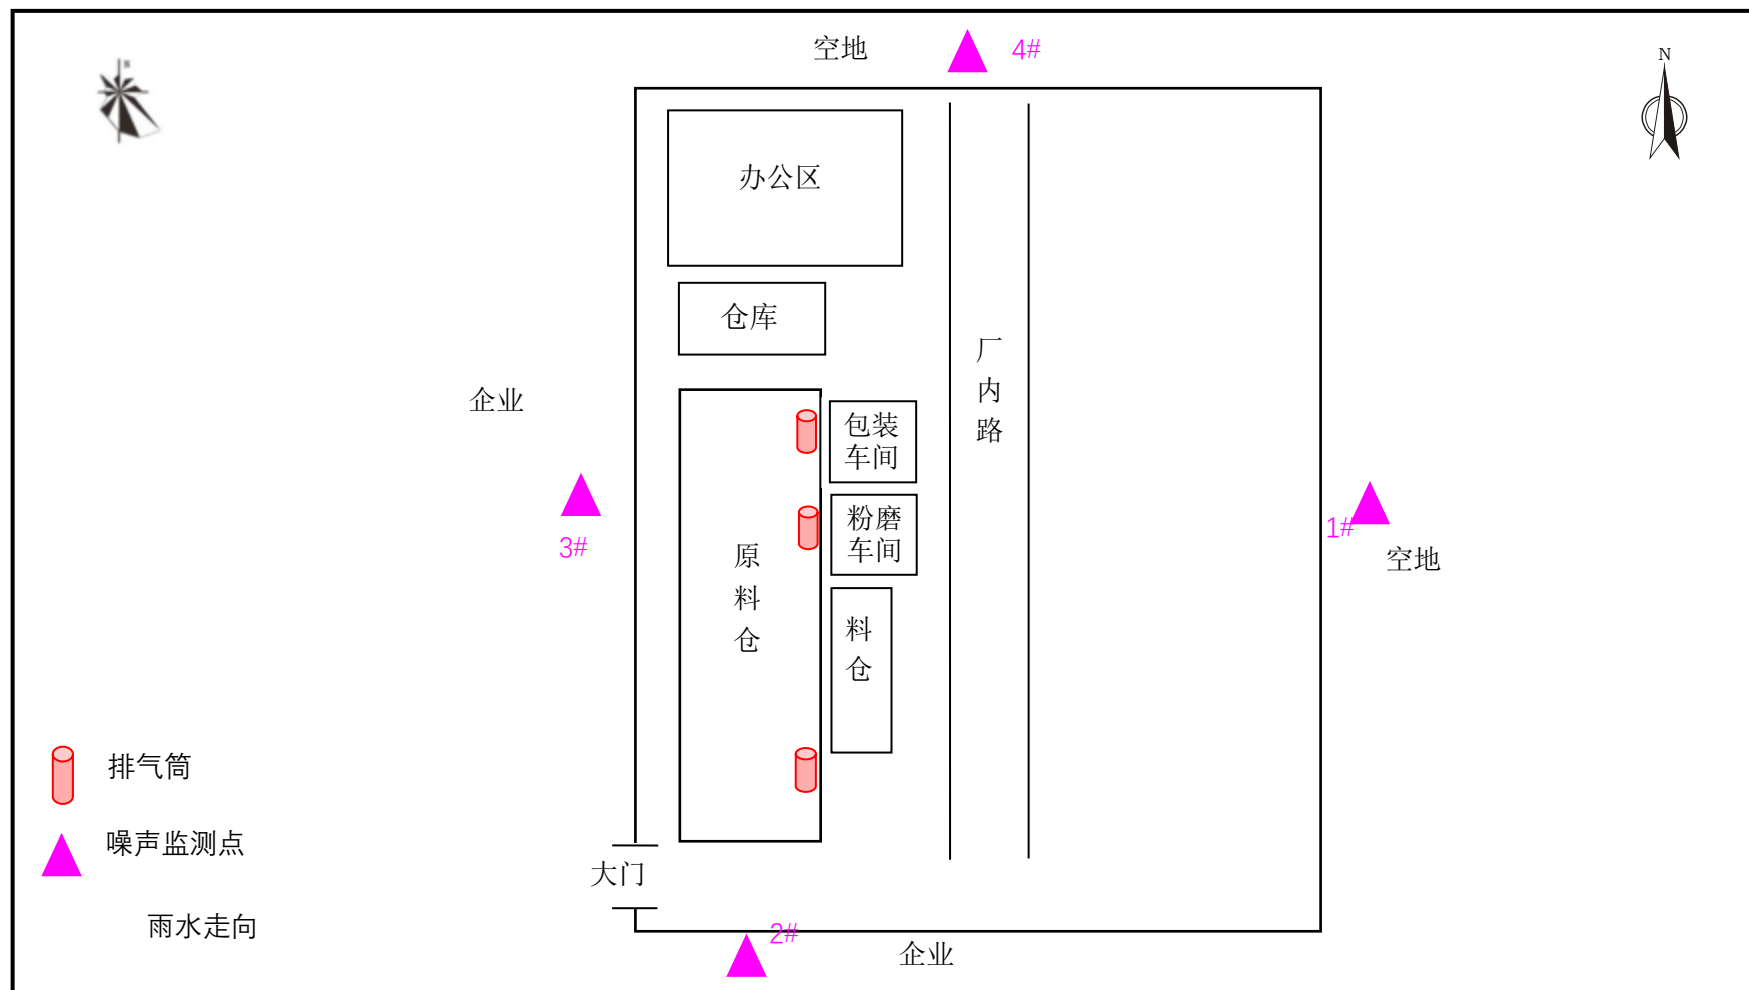 空地
4#
N
N
办公区
仓库
厂
内
路
企业
包装
车间
粉磨
车间
原
料
仓
3#
1#
空地
料
仓
排气筒
噪声监测点
大门
雨水走向
2#
企业